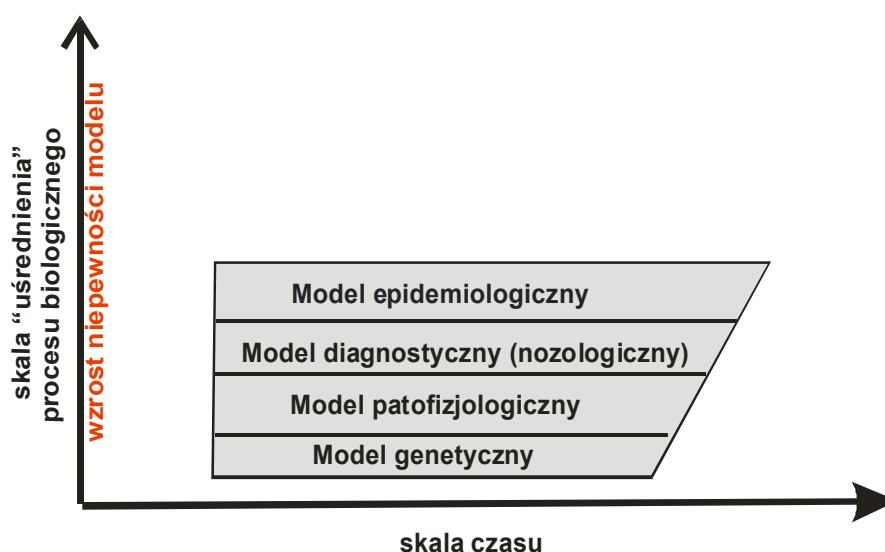 skala “uśrednienia”
procesu biologicznego
wzrost niepewności modelu
Model epidemiologiczny
Model diagnostyczny (nozologiczny)
Model patofizjologiczny
Model genetyczny
skala czasu